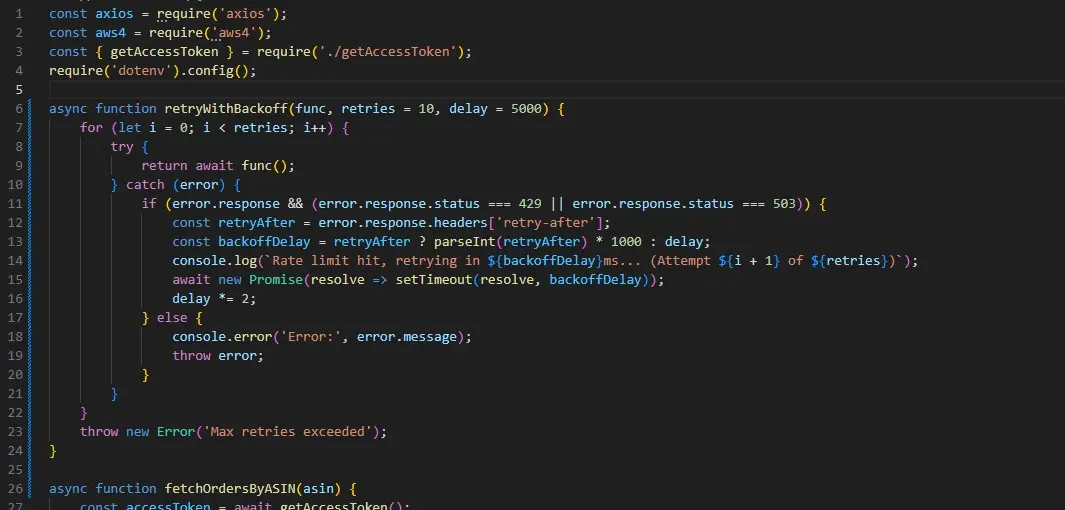 1 const axios = require('axios');
2 const aws4 = require('aws4');
3 const { getAccessToken } = require('./getAccessToken');
4 require('dotenv').config();
5
6 async function retryWithBackoff(func, retries = 10, delay = 5000) {
7     for (let i = 0; i < retries; i++) {
8         try {
9             return await func();
10         } catch (error) {
11             if (error.response && (error.response.status === 429 || error.response.status === 503)) {
12                 const retryAfter = error.response.headers['retry-after'];
13                 const backoffDelay = retryAfter ? parseInt(retryAfter) * 1000 : delay;
14                 console.log(`Rate limit hit, retrying in ${backoffDelay}ms... (Attempt ${i + 1} of ${retries})`);
15                 await new Promise(resolve => setTimeout(resolve, backoffDelay));
16                 delay *= 2;
17             } else {
18                 console.error('Error:', error.message);
19                 throw error;
20             }
21         }
22     }
23     throw new Error('Max retries exceeded');
24 }
25
26 async function fetchOrdersByASIN(asin) {
27     const accessToken = await getAccessToken();